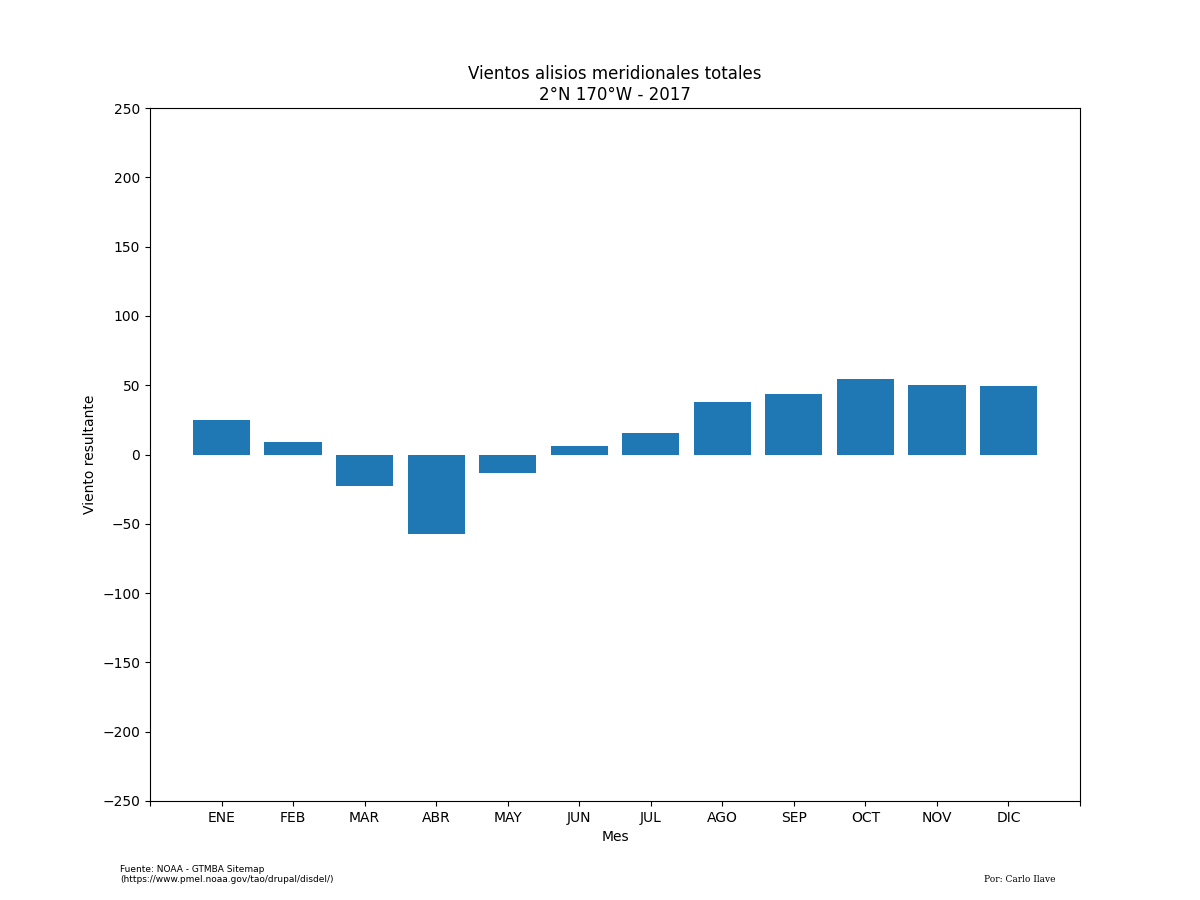 Vientos alisios meridionales totales
2°N 170°W - 2017
250
200
150
100
50
0
−50
−100
−150
−200
−250
Viento resultante
ENE FEB MAR ABR MAY JUN JUL AGO SEP OCT NOV DIC
Mes
Fuente: NOAA - GTMBA Sitemap
(https://www.pmel.noaa.gov/tao/drupal/disdel/)
Por: Carlo Ilave